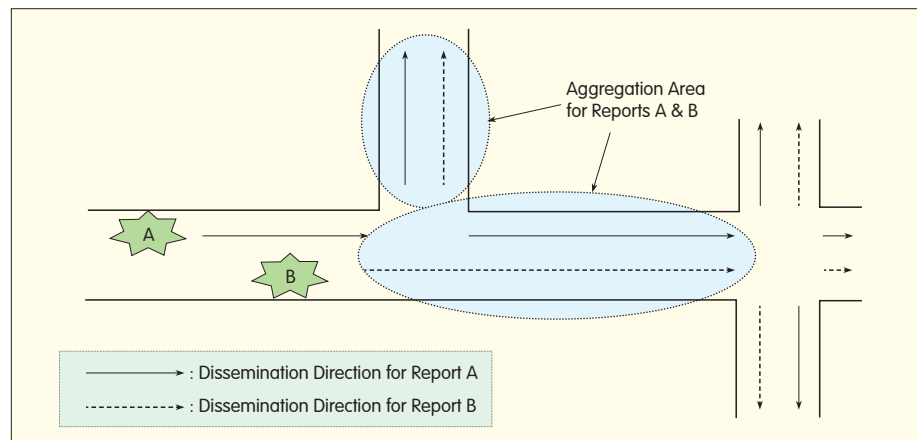 Aggregation Area
for Reports A & B
A
B
: Dissemination Direction for Report A
: Dissemination Direction for Report B